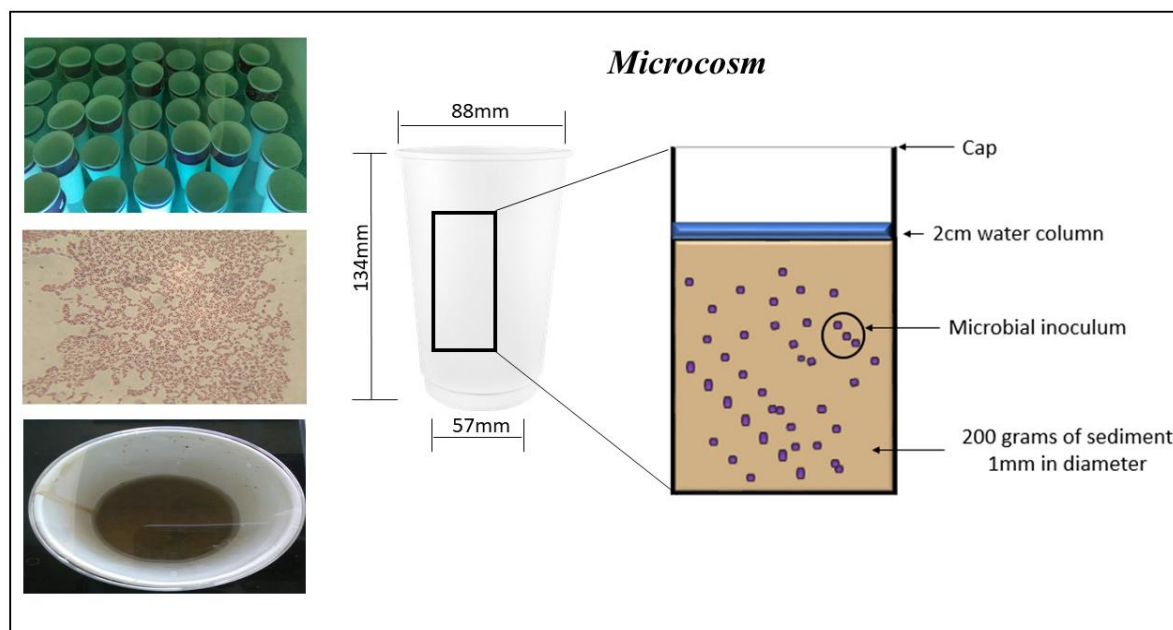 Microcosm
88mm
134mm
57mm
Cap
2cm water column
Microbial inoculum
200 grams of sediment
1mm in diameter